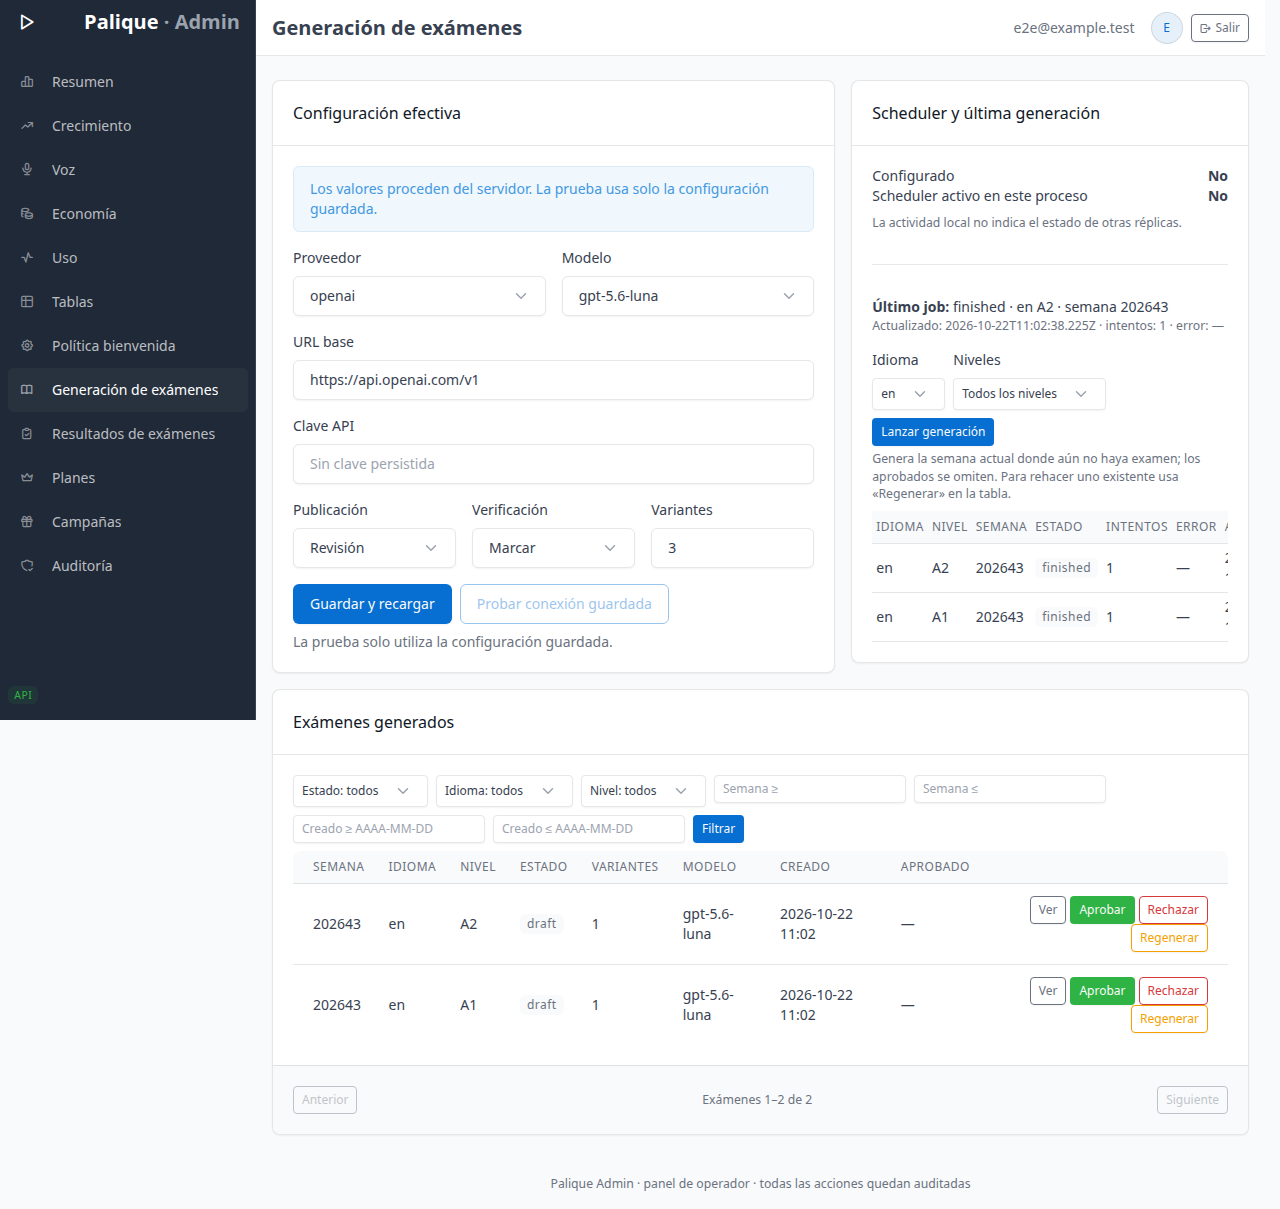 Palique · Admin
Resumen
Crecimiento
Voz
Economía
Uso
Tablas
Política bienvenida
Generación de exámenes
Resultados de exámenes
Planes
Campañas
Auditoría
API
Generación de exámenes
e2e@example.test
E
Salir
Configuración efectiva
Los valores proceden del servidor. La prueba usa solo la configuración
guardada.
Proveedor Modelo
openai gpt-5.6-luna
URL base
https://api.openai.com/v1
Clave API
Sin clave persistida
Publicación Verificación Variantes
Revisión Marcar 3
Guardar y recargar Probar conexión guardada
La prueba solo utiliza la configuración guardada.
Scheduler y última generación
Configurado No
Scheduler activo en este proceso No
La actividad local no indica el estado de otras réplicas.
Último job: finished · en A2 · semana 202643
Actualizado: 2026-10-22T11:02:38.225Z · intentos: 1 · error: —
Idioma Niveles
en Todos los niveles
Lanzar generación
Genera la semana actual donde aún no haya examen; los
aprobados se omiten. Para rehacer uno existente usa
«Regenerar» en la tabla.
IDIOMA NIVEL SEMANA ESTADO INTENTOS ERROR
en A2 202643 finished 1 —
en A1 202643 finished 1 —
Exámenes generados
Estado: todos Idioma: todos Nivel: todos Semana ≥ Semana ≤
Creado ≥ AAAA-MM-DD Creado ≤ AAAA-MM-DD Filtrar
SEMANA IDIOMA NIVEL ESTADO VARIANTES MODELO CREADO APROBADO
202643 en A2 draft 1 gpt-5.6- 2026-10-22 — Ver Aprobar Rechazar
luna 11:02 Regenerar
202643 en A1 draft 1 gpt-5.6- 2026-10-22 — Ver Aprobar Rechazar
luna 11:02 Regenerar
Anterior Exámenes 1–2 de 2 Siguiente
Palique Admin · panel de operador · todas las acciones quedan auditadas